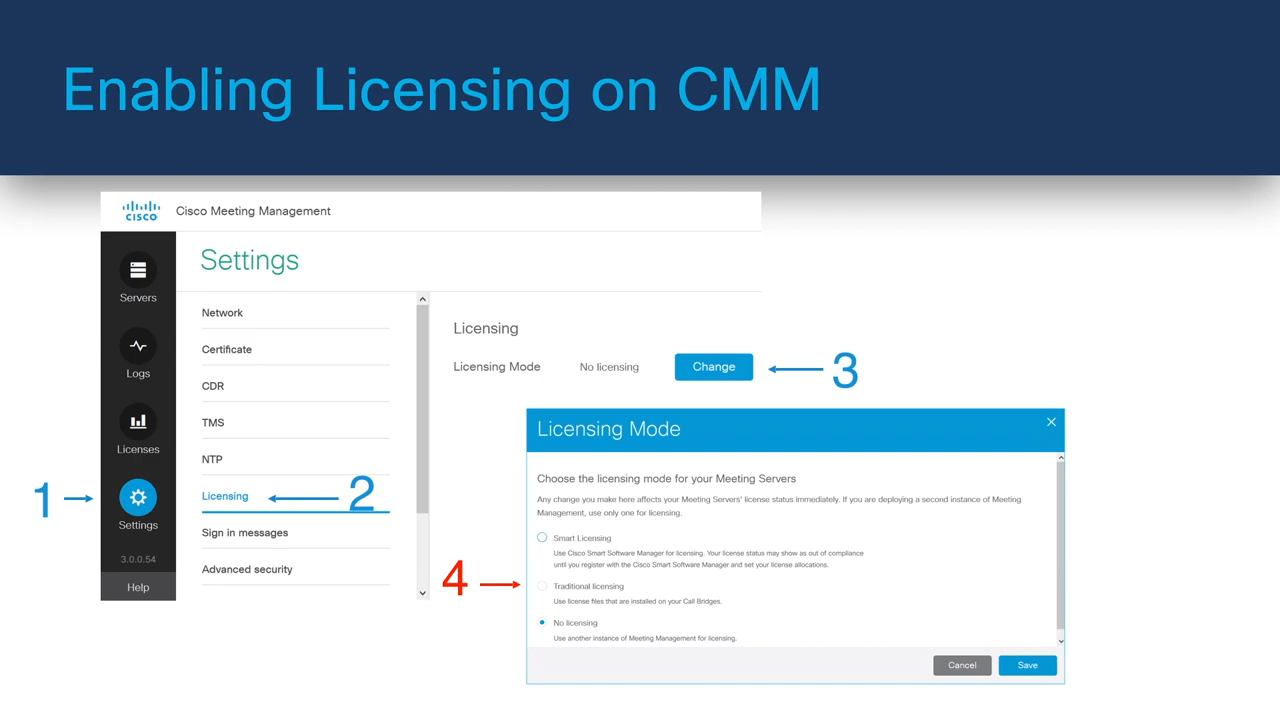 Enabling Licensing on CMM
CISCO
Cisco Meeting Management
Servers
Logs
Licenses
1
Settings
3.0.0.54
Help
Settings
Network
Certificate
CDR
TMS
NTP
Licensing
2
Sign in messages
Advanced security
Licensing
Licensing Mode No licensing Change
3
Licensing Mode
Choose the licensing mode for your Meeting Servers
Any change you make here affects your Meeting Servers' license status immediately. If you are deploying a second instance of Meeting
Management, use only one for licensing.
Smart Licensing
Use Cisco Smart Software Manager for licensing. Your license status may show as out of compliance
until you register with the Cisco Smart Software Manager and set your license allocations.
4
Traditional licensing
Use license files that are installed on your Call Bridges.
No licensing
Use another instance of Meeting Management for licensing.
Cancel Save